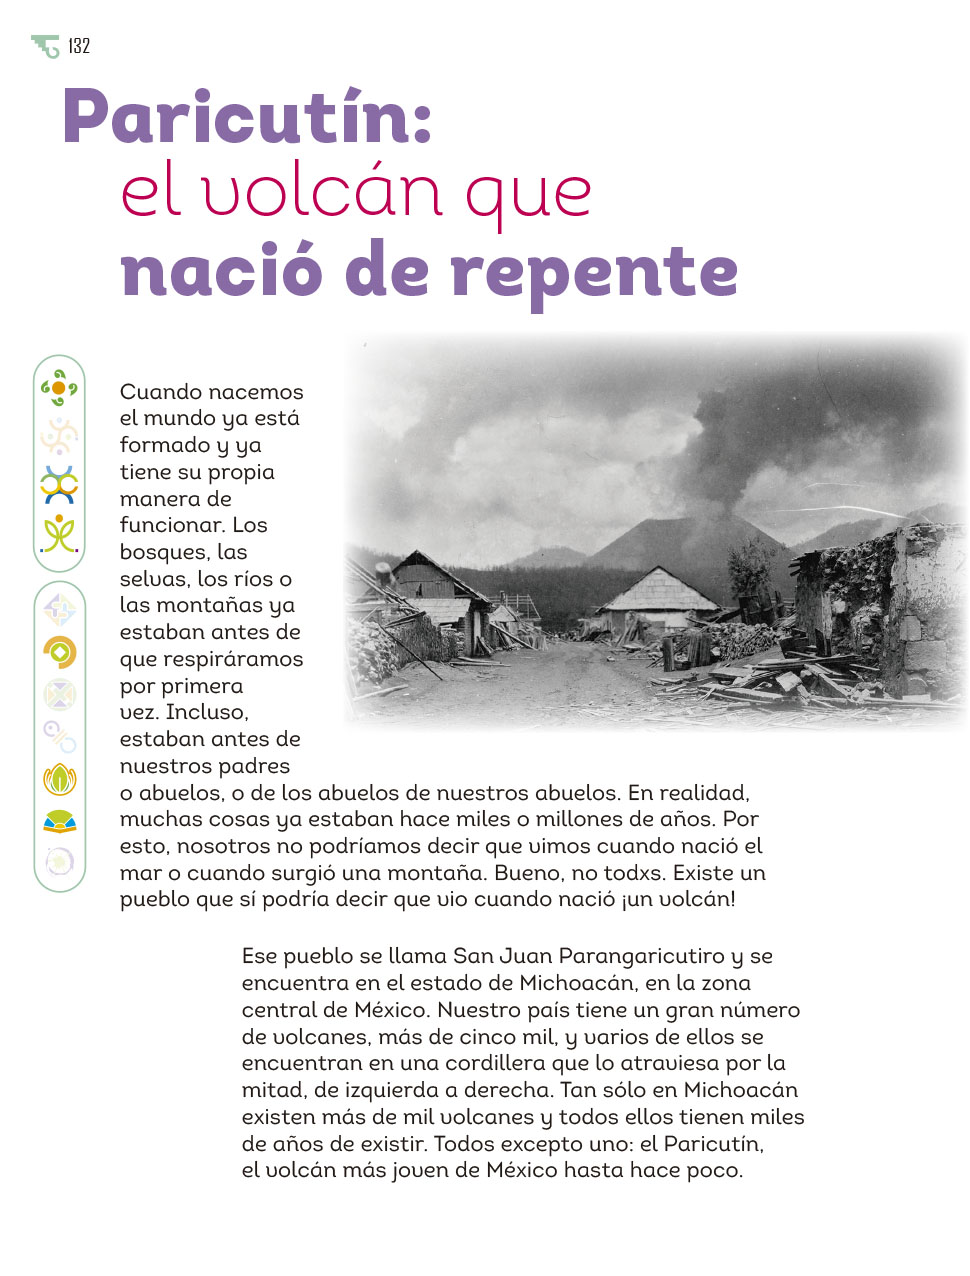 132
Paricutín:
el volcán que
nació de repente
Cuando nacemos
el mundo ya está
formado y ya
tiene su propia
manera de
funcionar. Los
bosques, las
selvas, los ríos o
las montañas ya
estaban antes de
que respiráramos
por primera
vez. Incluso,
estaban antes de
nuestros padres
o abuelos, o de los abuelos de nuestros abuelos. En realidad,
muchas cosas ya estaban hace miles o millones de años. Por
esto, nosotros no podríamos decir que vimos cuando nació el
mar o cuando surgió una montaña. Bueno, no todxs. Existe un
pueblo que sí podría decir que vio cuando nació ¡un volcán!
Ese pueblo se llama San Juan Parangaricutiro y se
encuentra en el estado de Michoacán, en la zona
central de México. Nuestro país tiene un gran número
de volcanes, más de cinco mil, y varios de ellos se
encuentran en una cordillera que lo atraviesa por la
mitad, de izquierda a derecha. Tan sólo en Michoacán
existen más de mil volcanes y todos ellos tienen miles
de años de existir. Todos excepto uno: el Paricutín,
el volcán más joven de México hasta hace poco.